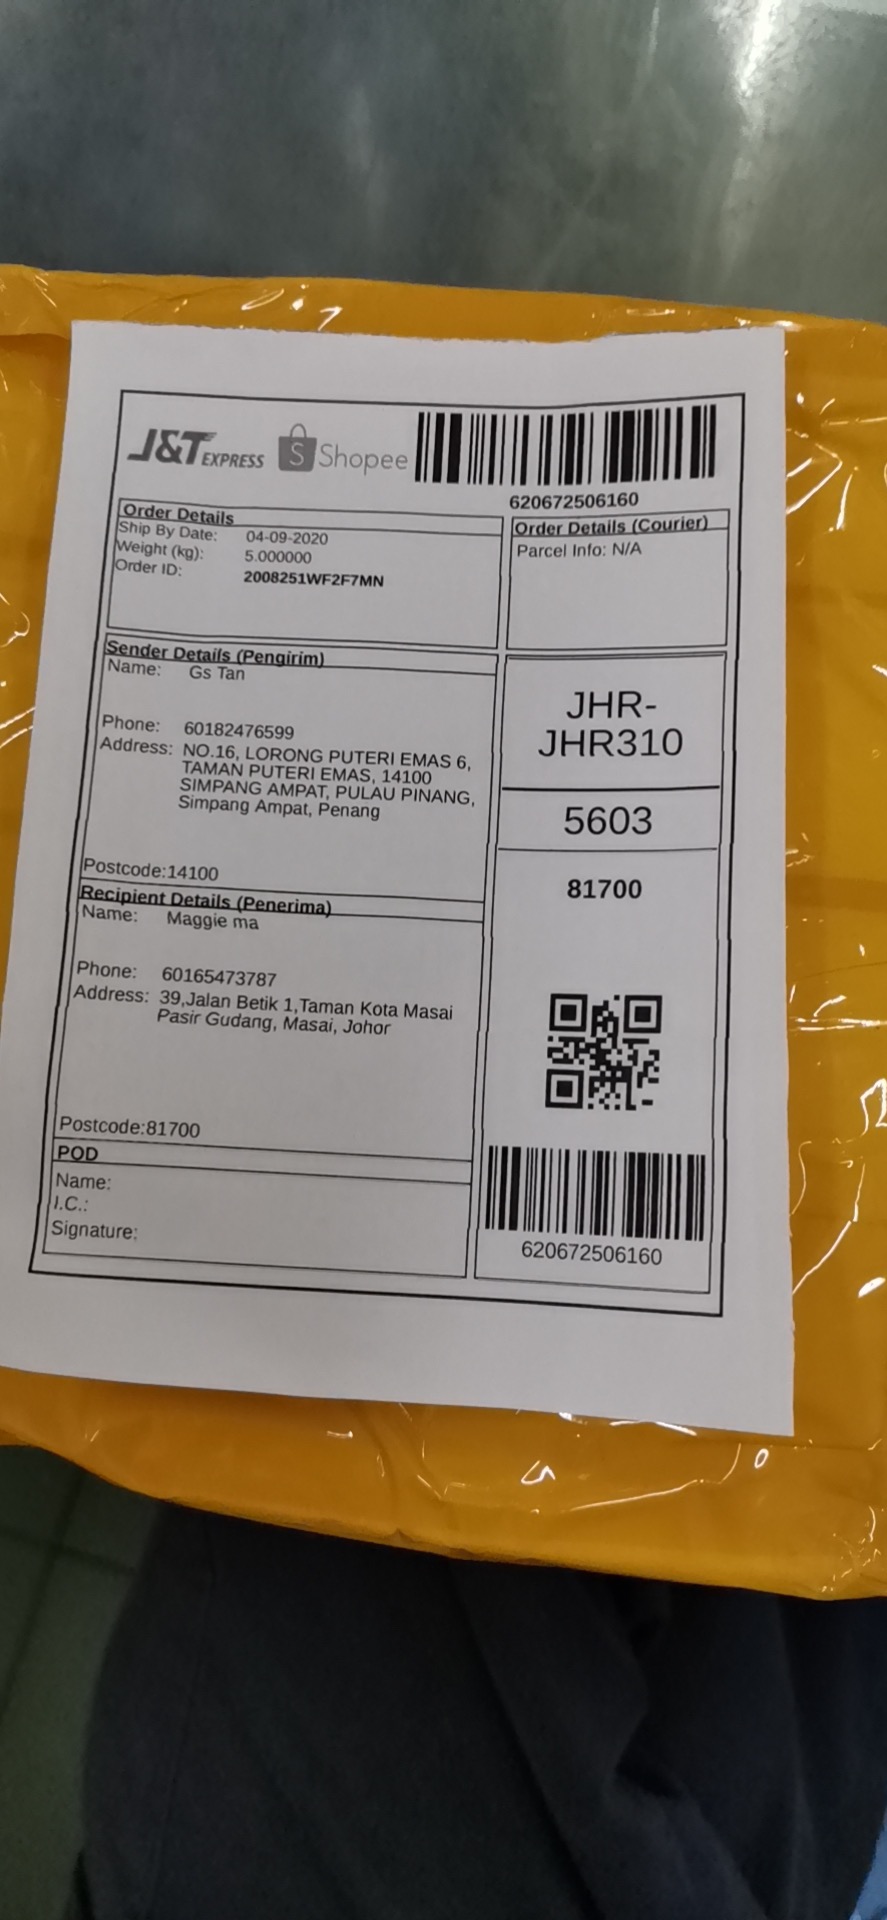 J&T EXPRESS S Shopee
620672506160
Order Details
Ship By Date: 04-09-2020
Weight (kg): 5.000000
Order ID: 2008251WF2F7MN
Order Details (Courier)
Parcel Info: N/A
Sender Details (Pengirim)
Name: Gs Tan
Phone: 60182476599
Address: NO.16, LORONG PUTERI EMAS 6,
TAMAN PUTERI EMAS, 14100
SIMPANG AMPAT, PULAU PINANG,
Simpang Ampat, Penang
Postcode:14100
JHR-
JHR310
5603
81700
Recipient Details (Penerima)
Name: Maggie ma
Phone: 60165473787
Address: 39,Jalan Betik 1,Taman Kota Masai
Pasir Gudang, Masai, Johor
Postcode:81700
POD
Name:
I.C.:
Signature:
620672506160